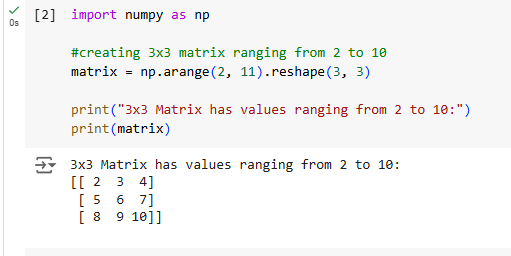 [2] import numpy as np
0s
#creating 3x3 matrix ranging from 2 to 10
matrix = np.arange(2, 11).reshape(3, 3)
print("3x3 Matrix has values ranging from 2 to 10:")
print(matrix)
3x3 Matrix has values ranging from 2 to 10:
[[ 2  3  4]
 [ 5  6  7]
 [ 8  9 10]]